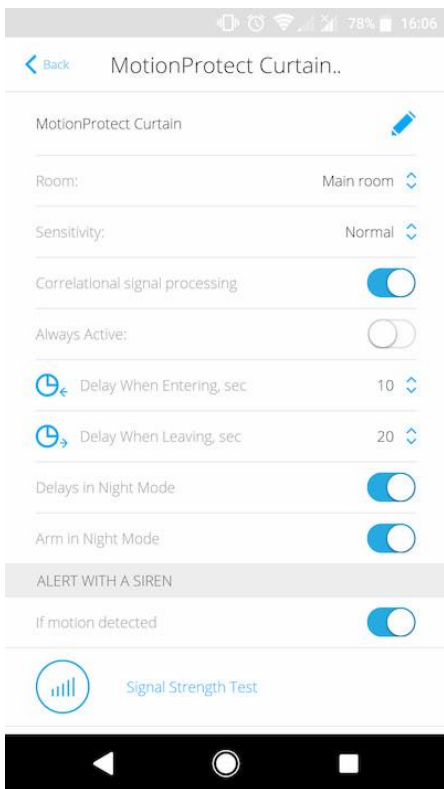 78% 16:06
Back MotionProtect Curtain..
MotionProtect Curtain
Room: Main room
Sensitivity: Normal
Correlational signal processing
Always Active:
Delay When Entering, sec 10
Delay When Leaving, sec 20
Delays in Night Mode
Arm in Night Mode
ALERT WITH A SIREN
If motion detected
Signal Strength Test